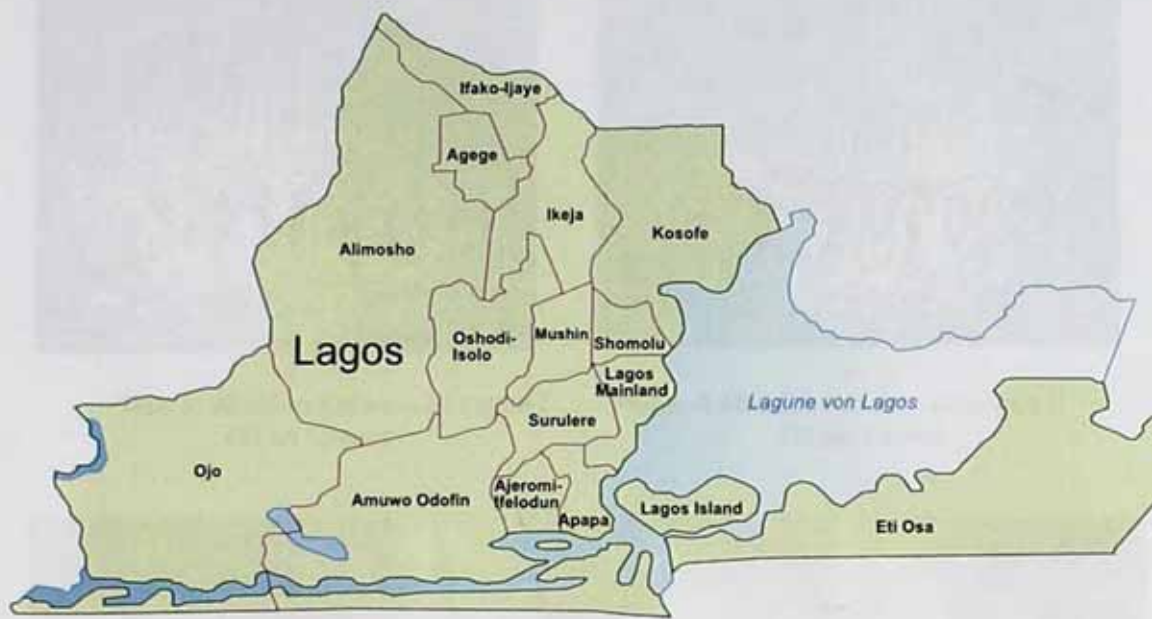 Ifako-Ijaye
Agege
Ikeja
Kosofe
Alimosho
Oshodi-
Isolo
Mushin
Shomolu
Lagos
Lagos
Mainland
Lagune von Lagos
Surulere
Ojo
Amuwo Odofin
Ajeromi-
Ifelodun
Apapa
Lagos Island
Eti Osa